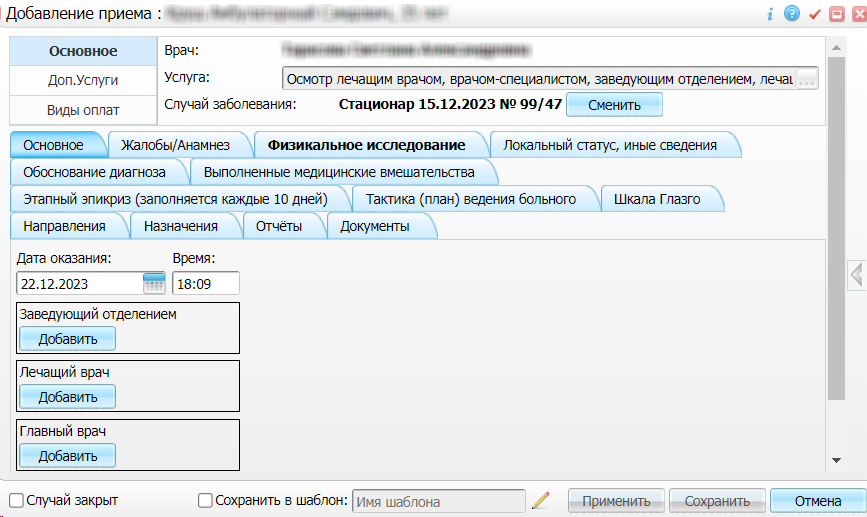 Добавление приема :
Основное
Доп.Услуги
Виды оплат
Врач:
Услуга: Осмотр лечащим врачом, врачом-специалистом, заведующим отделением, лечащ ...
Случай заболевания: Стационар 15.12.2023 № 99/47 Сменить
Основное Жалобы/Анамнез Физикальное исследование Локальный статус, иные сведения
Обоснование диагноза Выполненные медицинские вмешательства
Этапный эпикриз (заполняется каждые 10 дней) Тактика (план) ведения больного Шкала Глазго
Направления Назначения Отчёты Документы
Дата оказания: Время:
22.12.2023 18:09
Заведующий отделением
Добавить
Лечащий врач
Добавить
Главный врач
Добавить
Случай закрыт Сохранить в шаблон: Имя шаблона Применить Сохранить Отмена